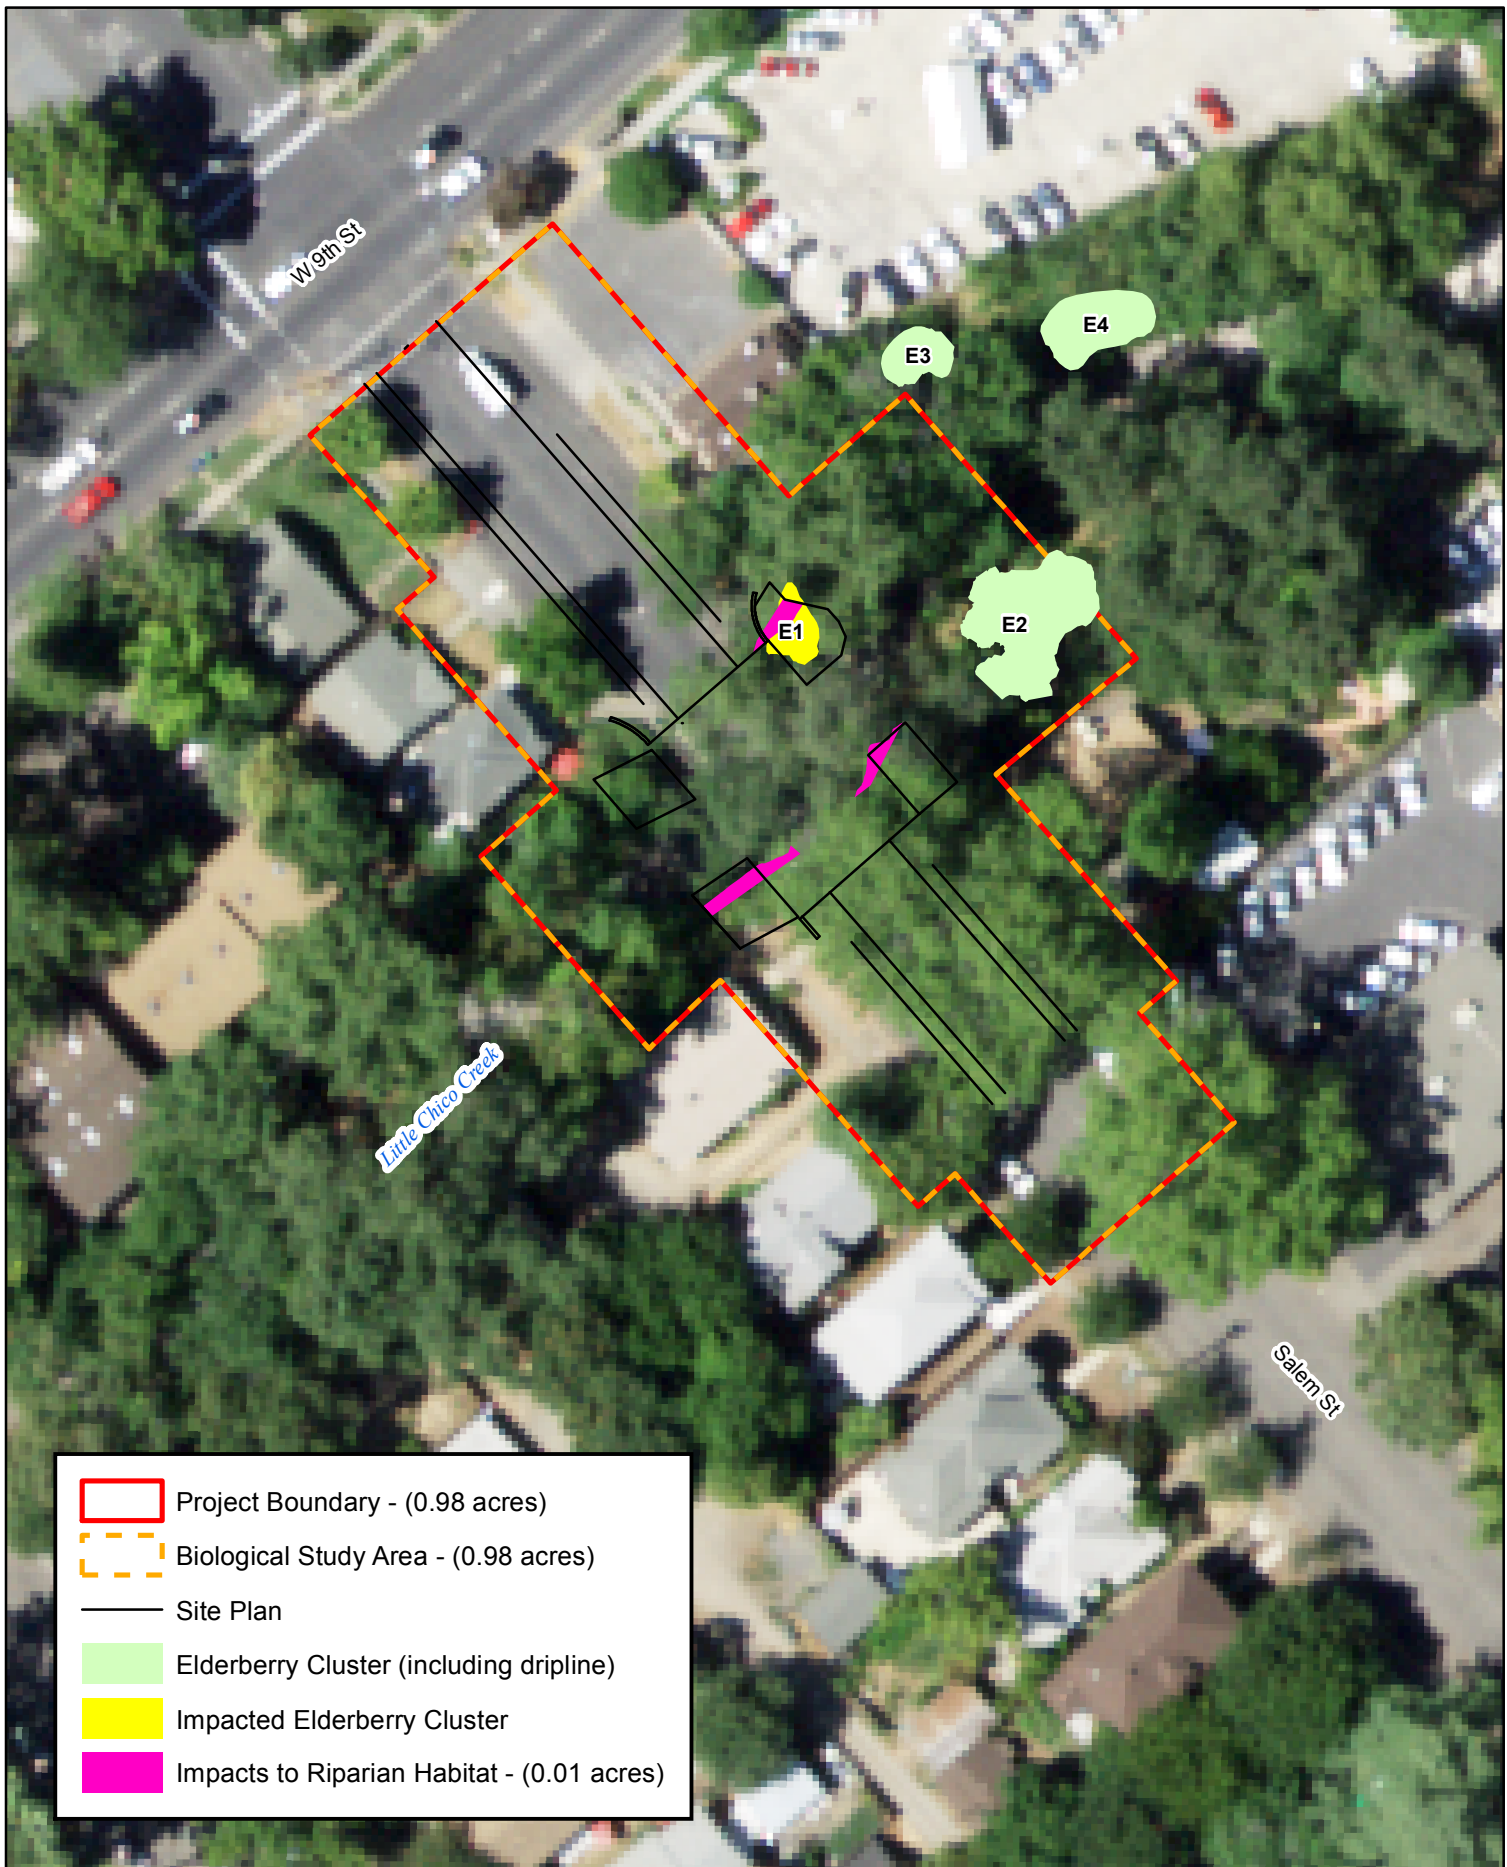 W 9th St
E4
E3
E2
E1
Little Chico Creek
Salem St
Project Boundary - (0.98 acres)
Biological Study Area - (0.98 acres)
Site Plan
Elderberry Cluster (including dripline)
Impacted Elderberry Cluster
Impacts to Riparian Habitat - (0.01 acres)